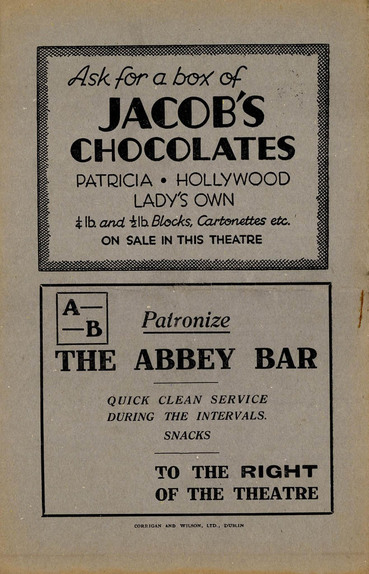 Ask for a box of
JACOB'S
CHOCOLATES
PATRICIA • HOLLYWOOD
LADY'S OWN
¼ lb. and ½ lb. Blocks, Cartonettes etc.
ON SALE IN THIS THEATRE
A—
—B
Patronize
THE ABBEY BAR
QUICK CLEAN SERVICE
DURING THE INTERVALS.
SNACKS
TO THE RIGHT
OF THE THEATRE
CORRIGAN AND WILSON, LTD., DUBLIN